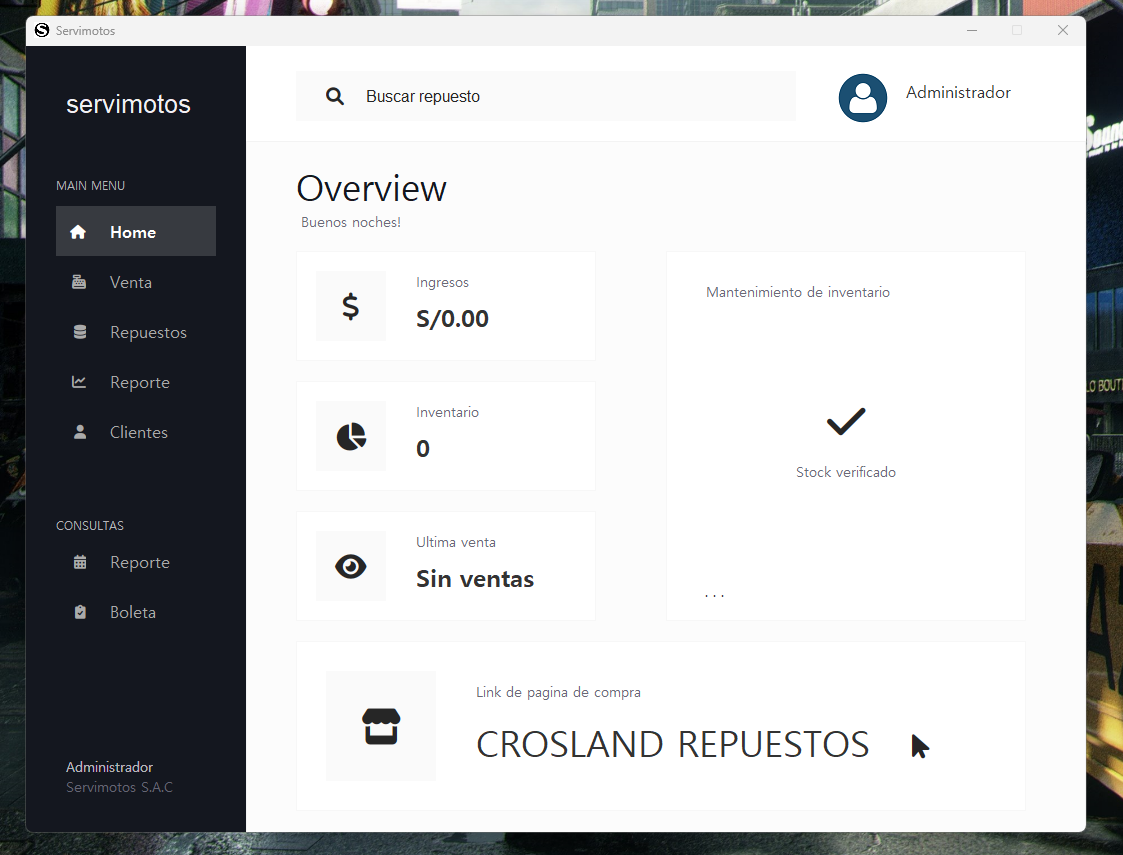 Servimotos
servimotos
Buscar repuesto
Administrador
MAIN MENU
Home
Venta
Repuestos
Reporte
Clientes
CONSULTAS
Reporte
Boleta
Administrador
Servimotos S.A.C
Overview
Buenos noches!
Ingresos
S/0.00
Inventario
0
Ultima venta
Sin ventas
Mantenimiento de inventario
Stock verificado
...
Link de pagina de compra
CROSLAND REPUESTOS